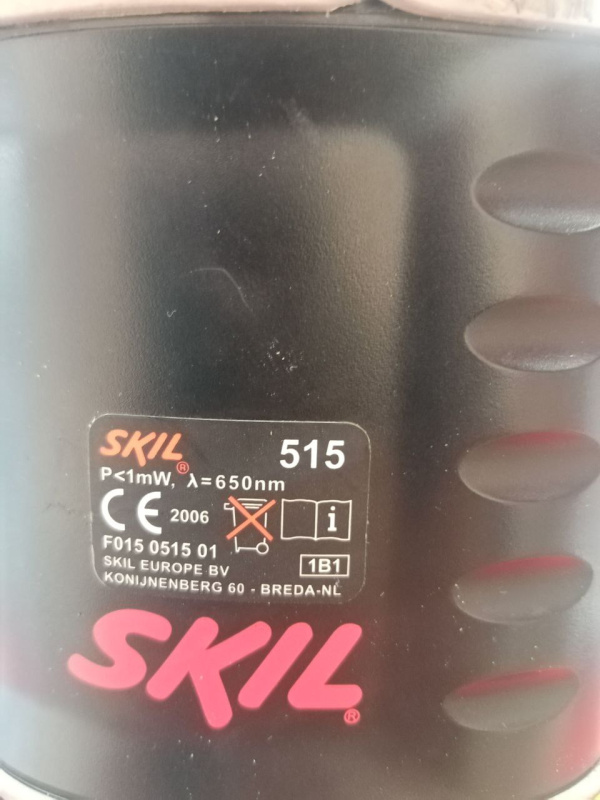 SKIL® 515
P<1mW, λ=650nm
CE 2006 i
F015 0515 01
SKIL EUROPE BV 1B1
KONIJNENBERG 60 - BREDA-NL
SKIL®